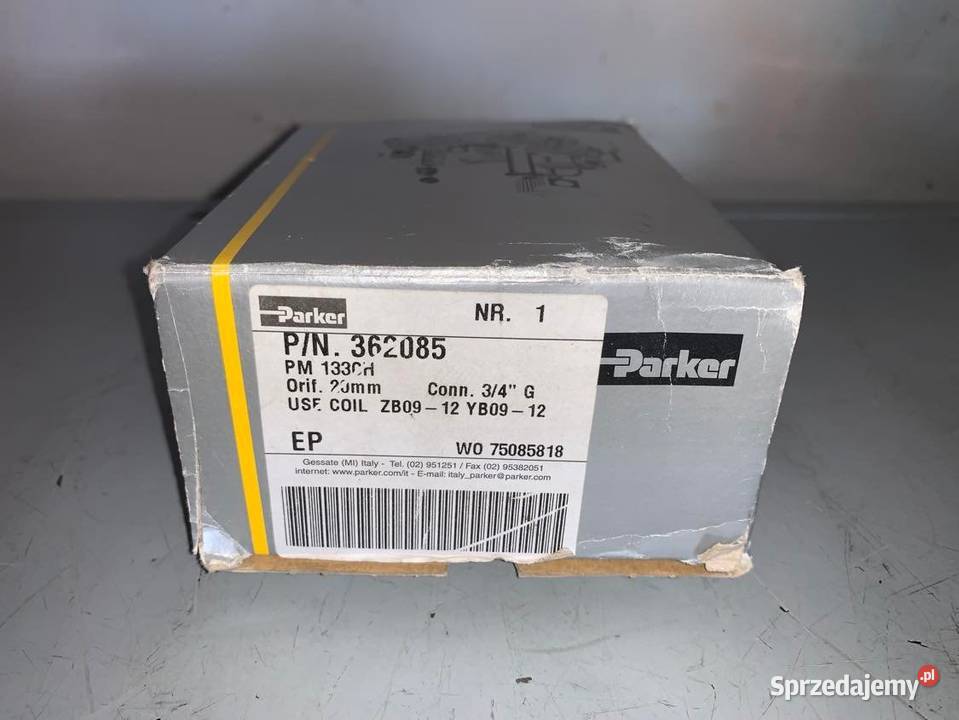 Parker
NR. 1
P/N. 362085
PM 133CH
Orif. 20mm Conn. 3/4" G
USE COIL ZB09-12 YB09-12
EP
WO 75085818
Gessate (MI) Italy - Tel. (02) 951251 / Fax (02) 95382051
internet: www.parker.com/it - E-mail: italy_parker@parker.com
Parker
Sprzedajemy.pl